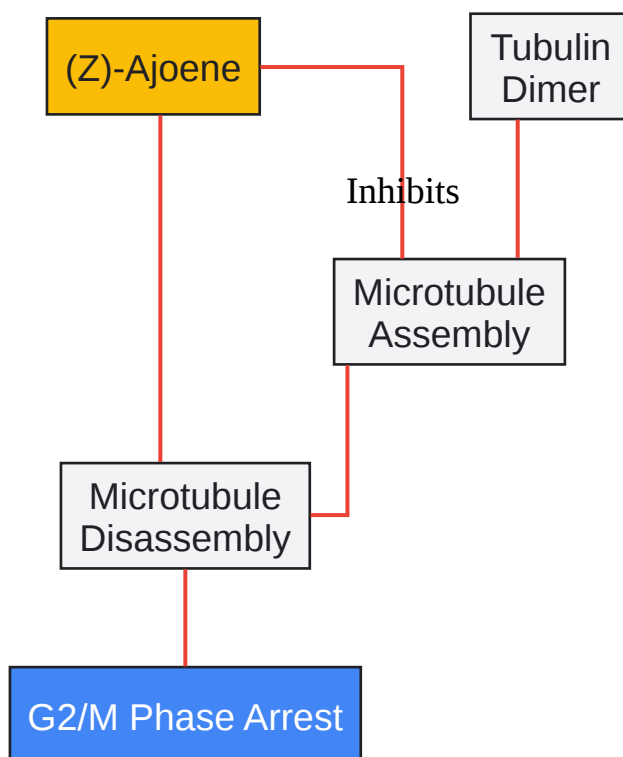 (Z)-Ajoene
Tubulin
Dimer
Inhibits
Microtubule
Assembly
Microtubule
Disassembly
G2/M Phase Arrest